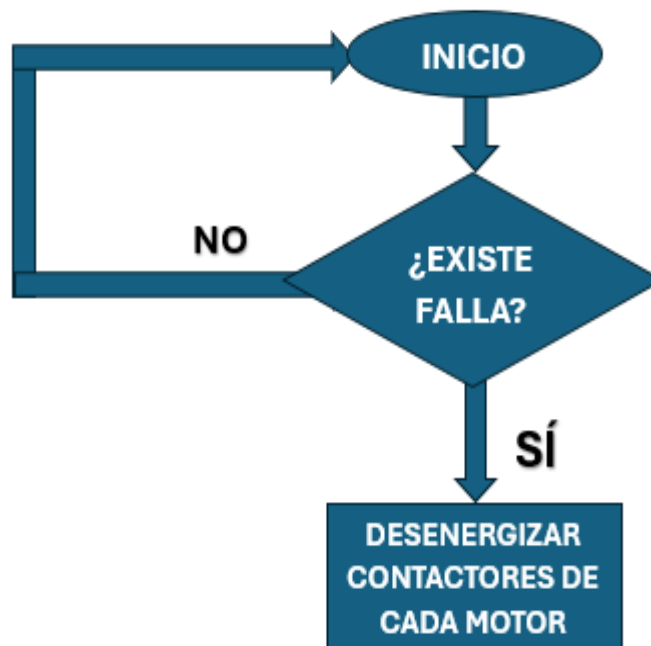 INICIO
NO
¿EXISTE
FALLA?
SÍ
DESENERGIZAR
CONTACTORES DE
CADA MOTOR